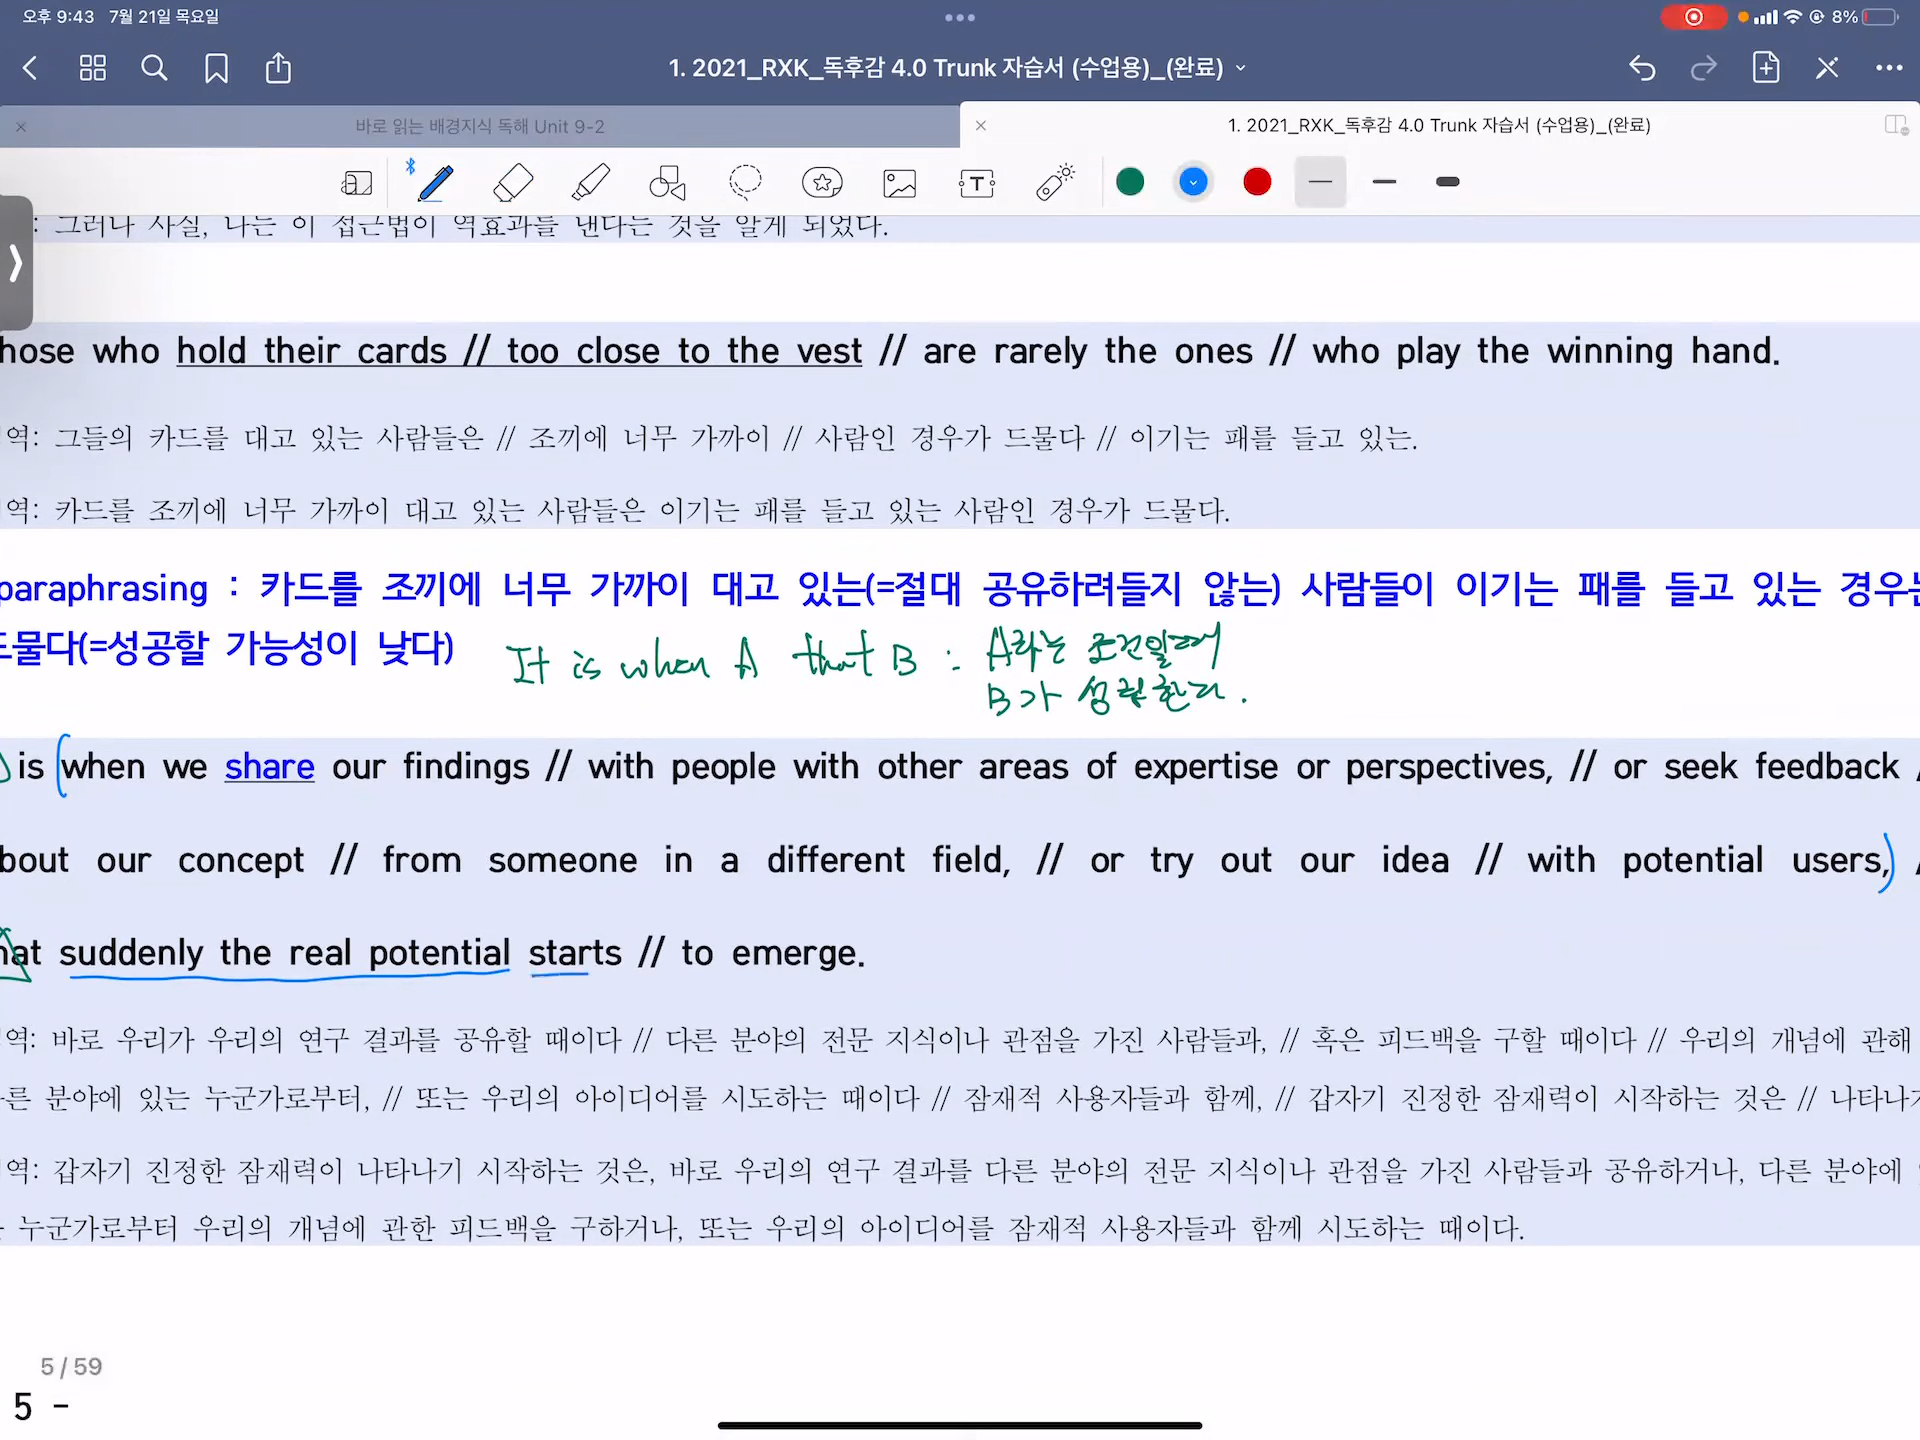 오후 9:43 7월 21일 목요일
8%
1. 2021_RXK_독후감 4.0 Trunk 자습서 (수업용)_(완료)
바로 읽는 배경지식 독해 Unit 9-2
1. 2021_RXK_독후감 4.0 Trunk 자습서 (수업용)_(완료)
: 그러나 사실, 나는 이 접근법이 역효과를 낸다는 것을 알게 되었다.
hose who hold their cards // too close to the vest // are rarely the ones // who play the winning hand.
역: 그들의 카드를 대고 있는 사람들은 // 조끼에 너무 가까이 // 사람인 경우가 드물다 // 이기는 패를 들고 있는.
역: 카드를 조끼에 너무 가까이 대고 있는 사람들은 이기는 패를 들고 있는 사람인 경우가 드물다.
paraphrasing : 카드를 조끼에 너무 가까이 대고 있는(=절대 공유하려들지 않는) 사람들이 이기는 패를 들고 있는 경우는
드물다(=성공할 가능성이 낮다)
It is when A that B : A라는 조건일때
B가 성립한다.
is when we share our findings // with people with other areas of expertise or perspectives, // or seek feedback /
bout our concept // from someone in a different field, // or try out our idea // with potential users, /
hat suddenly the real potential starts // to emerge.
역: 바로 우리가 우리의 연구 결과를 공유할 때이다 // 다른 분야의 전문 지식이나 관점을 가진 사람들과, // 혹은 피드백을 구할 때이다 // 우리의 개념에 관해
른 분야에 있는 누군가로부터, // 또는 우리의 아이디어를 시도하는 때이다 // 잠재적 사용자들과 함께, // 갑자기 진정한 잠재력이 시작하는 것은 // 나타나기
역: 갑자기 진정한 잠재력이 나타나기 시작하는 것은, 바로 우리의 연구 결과를 다른 분야의 전문 지식이나 관점을 가진 사람들과 공유하거나, 다른 분야에
누군가로부터 우리의 개념에 관한 피드백을 구하거나, 또는 우리의 아이디어를 잠재적 사용자들과 함께 시도하는 때이다.
5 / 59
5 -